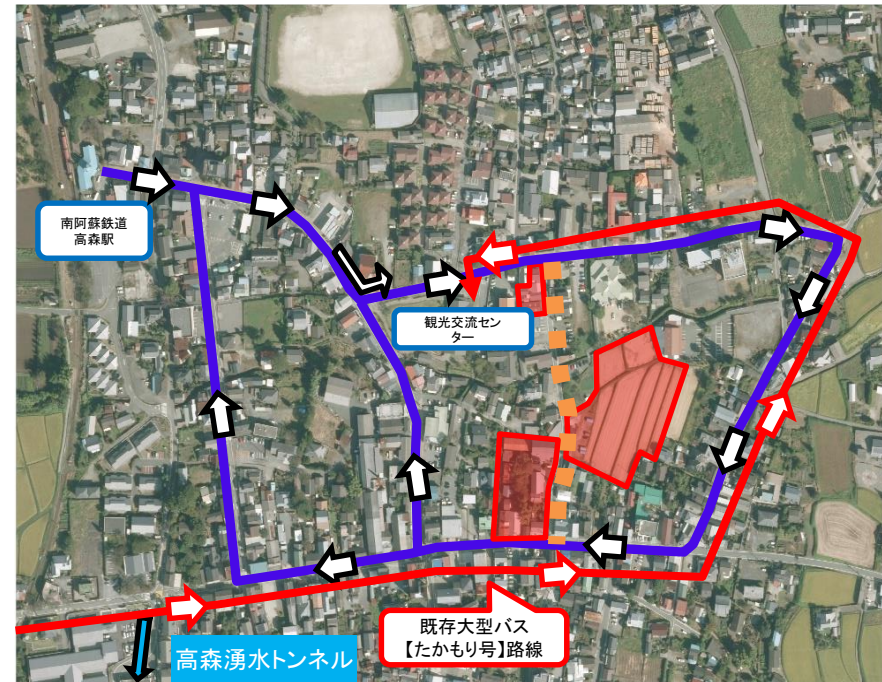 南阿蘇鉄道
高森駅
観光交流セン
ター
既存大型バス
【たかもり号】路線
高森湧水トンネル